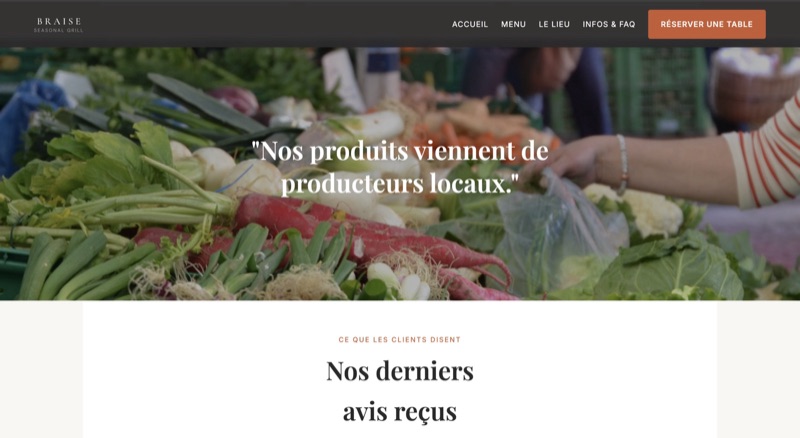 BRAISE
SEASONAL GRILL
ACCUEIL
MENU
LE LIEU
INFOS & FAQ
RÉSERVER UNE TABLE
"Nos produits viennent de
producteurs locaux."
CE QUE LES CLIENTS DISENT
Nos derniers
avis reçus